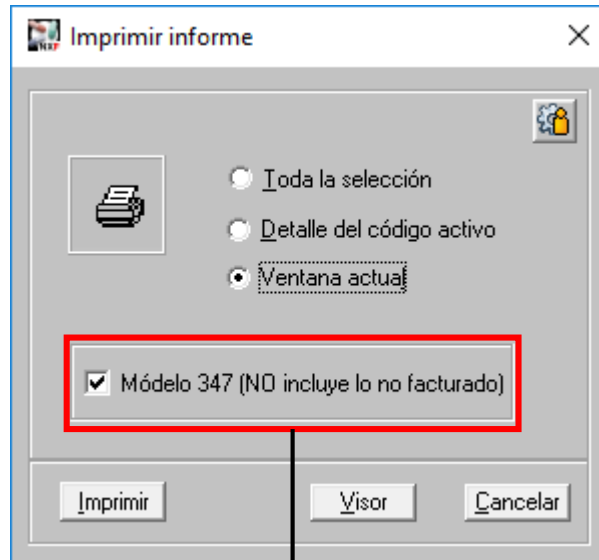 Imprimir informe
Toda la selección
Detalle del código activo
Ventana actual
Módelo 347 (NO incluye lo no facturado)
Imprimir Visor Cancelar